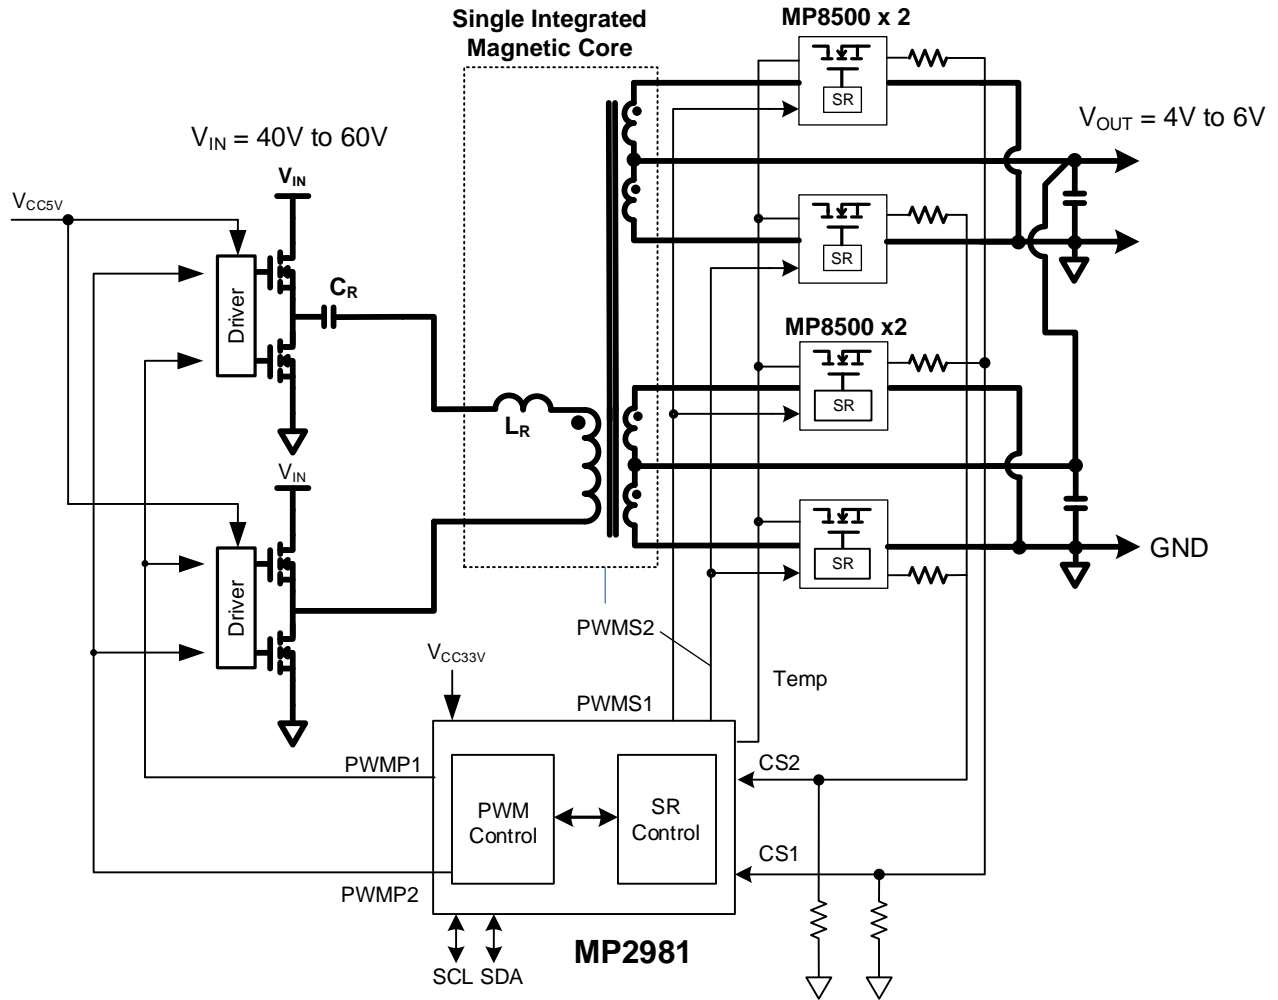 Single Integrated
Magnetic Core
MP8500 x 2
SR
VOUT = 4V to 6V
VIN = 40V to 60V
VIN
VCC5V
SR
Driver
CR
MP8500 x2
SR
LR
VIN
SR
GND
Driver
PWMS2
VCC33V
Temp
PWMS1
PWMP1
CS2
PWM
Control
SR
Control
CS1
PWMP2
MP2981
SCL SDA